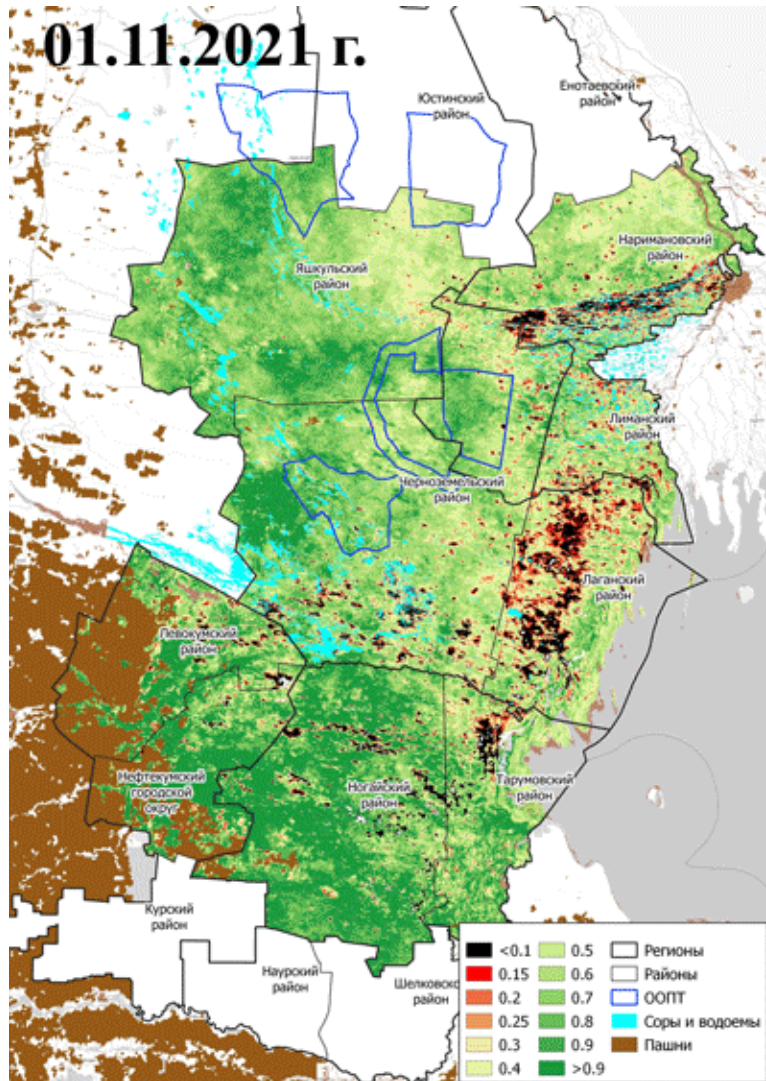 01.11.2021 г.
Енотаевский
район
Юстинский
район
Наримановский
район
Яшкульский
район
Лиманский
район
Черноземельский
район
Лаганский
район
Левокумский
район
Нефтекумский
городской
округ
Ногайский
район
Тарумовский
район
Курский
район
Наурский
район
Шелковско
район
<0.1
0.15
0.2
0.25
0.3
0.4
0.5
0.6
0.7
0.8
0.9
>0.9
Регионы
Районы
ООПТ
Соры и водоемы
Пашни